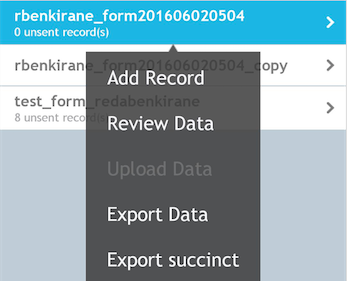 rbenkirane_form201606020504
0 unsent record(s)
rbenkirane_form201606020504_copy
test_form_redabenkirane
8 unsent record(s)
Add Record
Review Data
Upload Data
Export Data
Export succinct